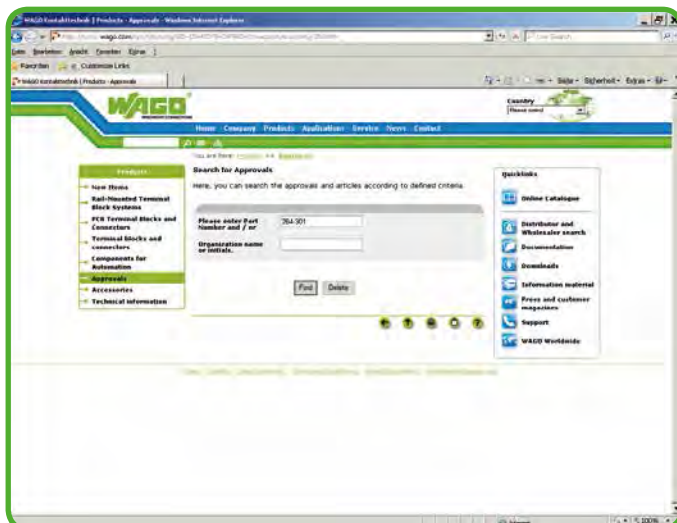 WAGO Kontakttechnik | Products - Approvals - Windows Internet Explorer
wago.com
Favoriten
Customize Links
WAGO Kontakttechnik | Products - Approvals
Seite
Sicherheit
Extras
WAGO
Country
Please select
Home Company Products Applications Service News Contact
You are here:
Products
New Items
Rail-Mounted Terminal
Block Systems
PCB Terminal Blocks and
Connectors
Terminal blocks and
connectors
Components for
Automation
Approvals
Accessories
Technical information
Search for Approvals
Here, you can search the approvals and articles according to defined criteria.
Please enter Part
Number and / or
264-301
Organization name
or initials.
Find
Delete
Quicklinks
Online Catalogue
Distributor and
Wholesaler search
Documentation
Downloads
Information material
Press and customer
magazines
Support
WAGO Worldwide
100%